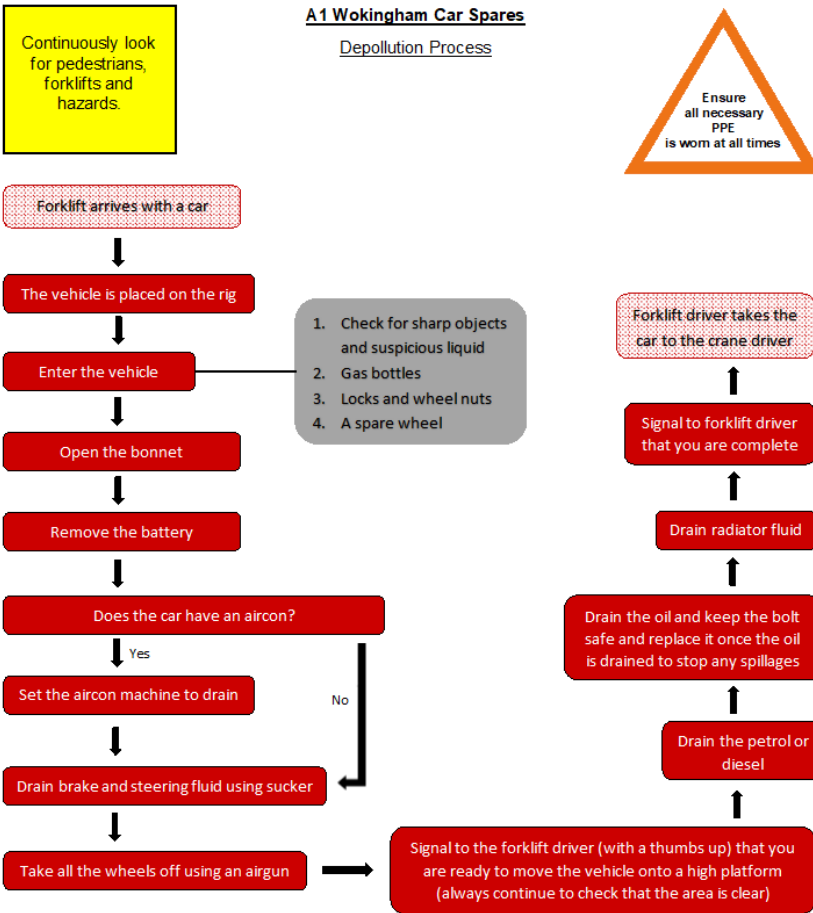 A1 Wokingham Car Spares
Depollution Process
Continuously look
for pedestrians,
forklifts and
hazards.
Ensure
all necessary
PPE
is worn at all times
Forklift arrives with a car
The vehicle is placed on the rig
Enter the vehicle
1. Check for sharp objects
and suspicious liquid
2. Gas bottles
3. Locks and wheel nuts
4. A spare wheel
Open the bonnet
Remove the battery
Does the car have an aircon?
Yes
No
Set the aircon machine to drain
Drain brake and steering fluid using sucker
Take all the wheels off using an airgun
Signal to the forklift driver (with a thumbs up) that you
are ready to move the vehicle onto a high platform
(always continue to check that the area is clear)
Drain the petrol or
diesel
Drain the oil and keep the bolt
safe and replace it once the oil
is drained to stop any spillages
Drain radiator fluid
Signal to forklift driver
that you are complete
Forklift driver takes the
car to the crane driver